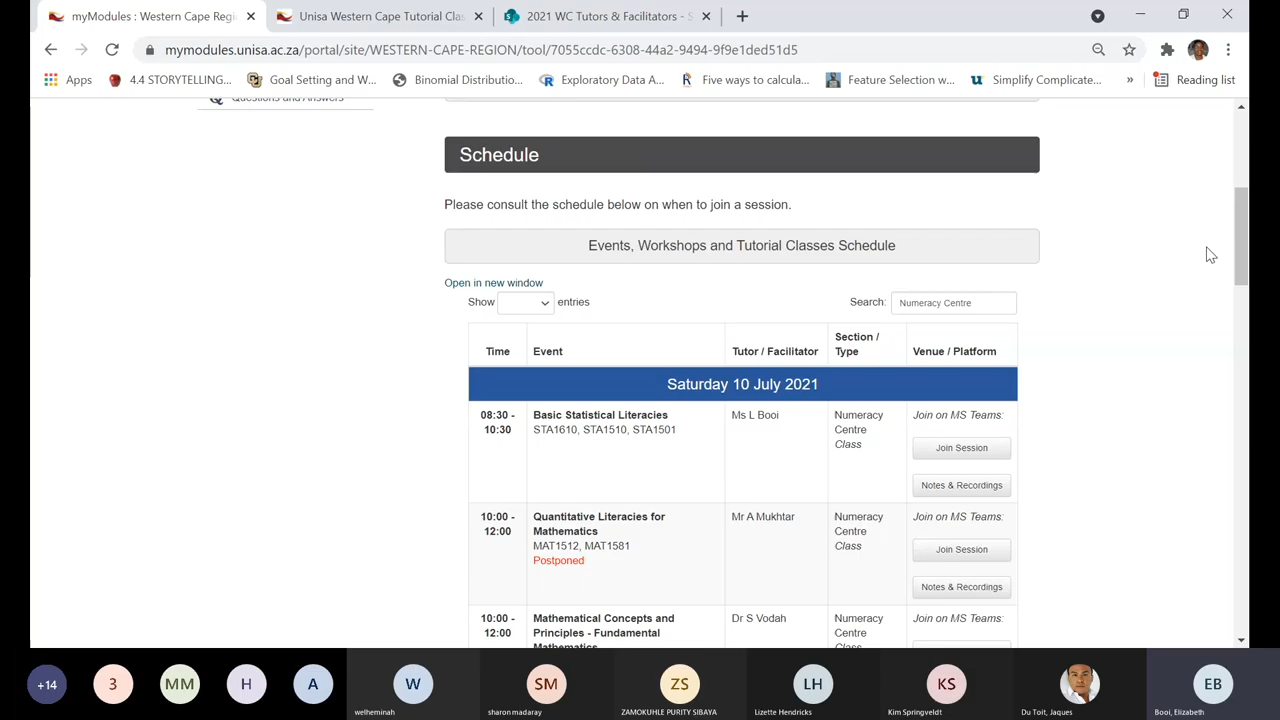 myModules : Western Cape Regi
Unisa Western Cape Tutorial Clas
2021 WC Tutors & Facilitators - S
mymodules.unisa.ac.za/portal/site/WESTERN-CAPE-REGION/tool/7055ccdc-6308-44a2-9494-9f9e1ded51d5
Apps
4.4 STORYTELLING...
Goal Setting and W...
Binomial Distributio...
Exploratory Data A...
Five ways to calcula...
Feature Selection w...
Simplify Complicate...
»
Reading list
Questions and Answers
Schedule
Please consult the schedule below on when to join a session.
Events, Workshops and Tutorial Classes Schedule
Open in new window
Show entries
Search: Numeracy Centre
Time
Event
Tutor / Facilitator
Section /
Type
Venue / Platform
Saturday 10 July 2021
08:30 -
10:30
Basic Statistical Literacies
STA1610, STA1510, STA1501
Ms L Booi
Numeracy
Centre
Class
Join on MS Teams:
Join Session
Notes & Recordings
10:00 -
12:00
Quantitative Literacies for
Mathematics
MAT1512, MAT1581
Postponed
Mr A Mukhtar
Numeracy
Centre
Class
Join on MS Teams:
Join Session
Notes & Recordings
10:00 -
12:00
Mathematical Concepts and
Principles - Fundamental
Mathematics
Dr S Vodah
Numeracy
Centre
Class
Join on MS Teams:
+14
3
MM
H
A
W
welheminah
SM
sharon madaray
ZS
ZAMOKUHLE PURITY SIBAYA
LH
Lizette Hendricks
KS
Kim Springveldt
Du Toit, Jaques
EB
Booi, Elizabeth